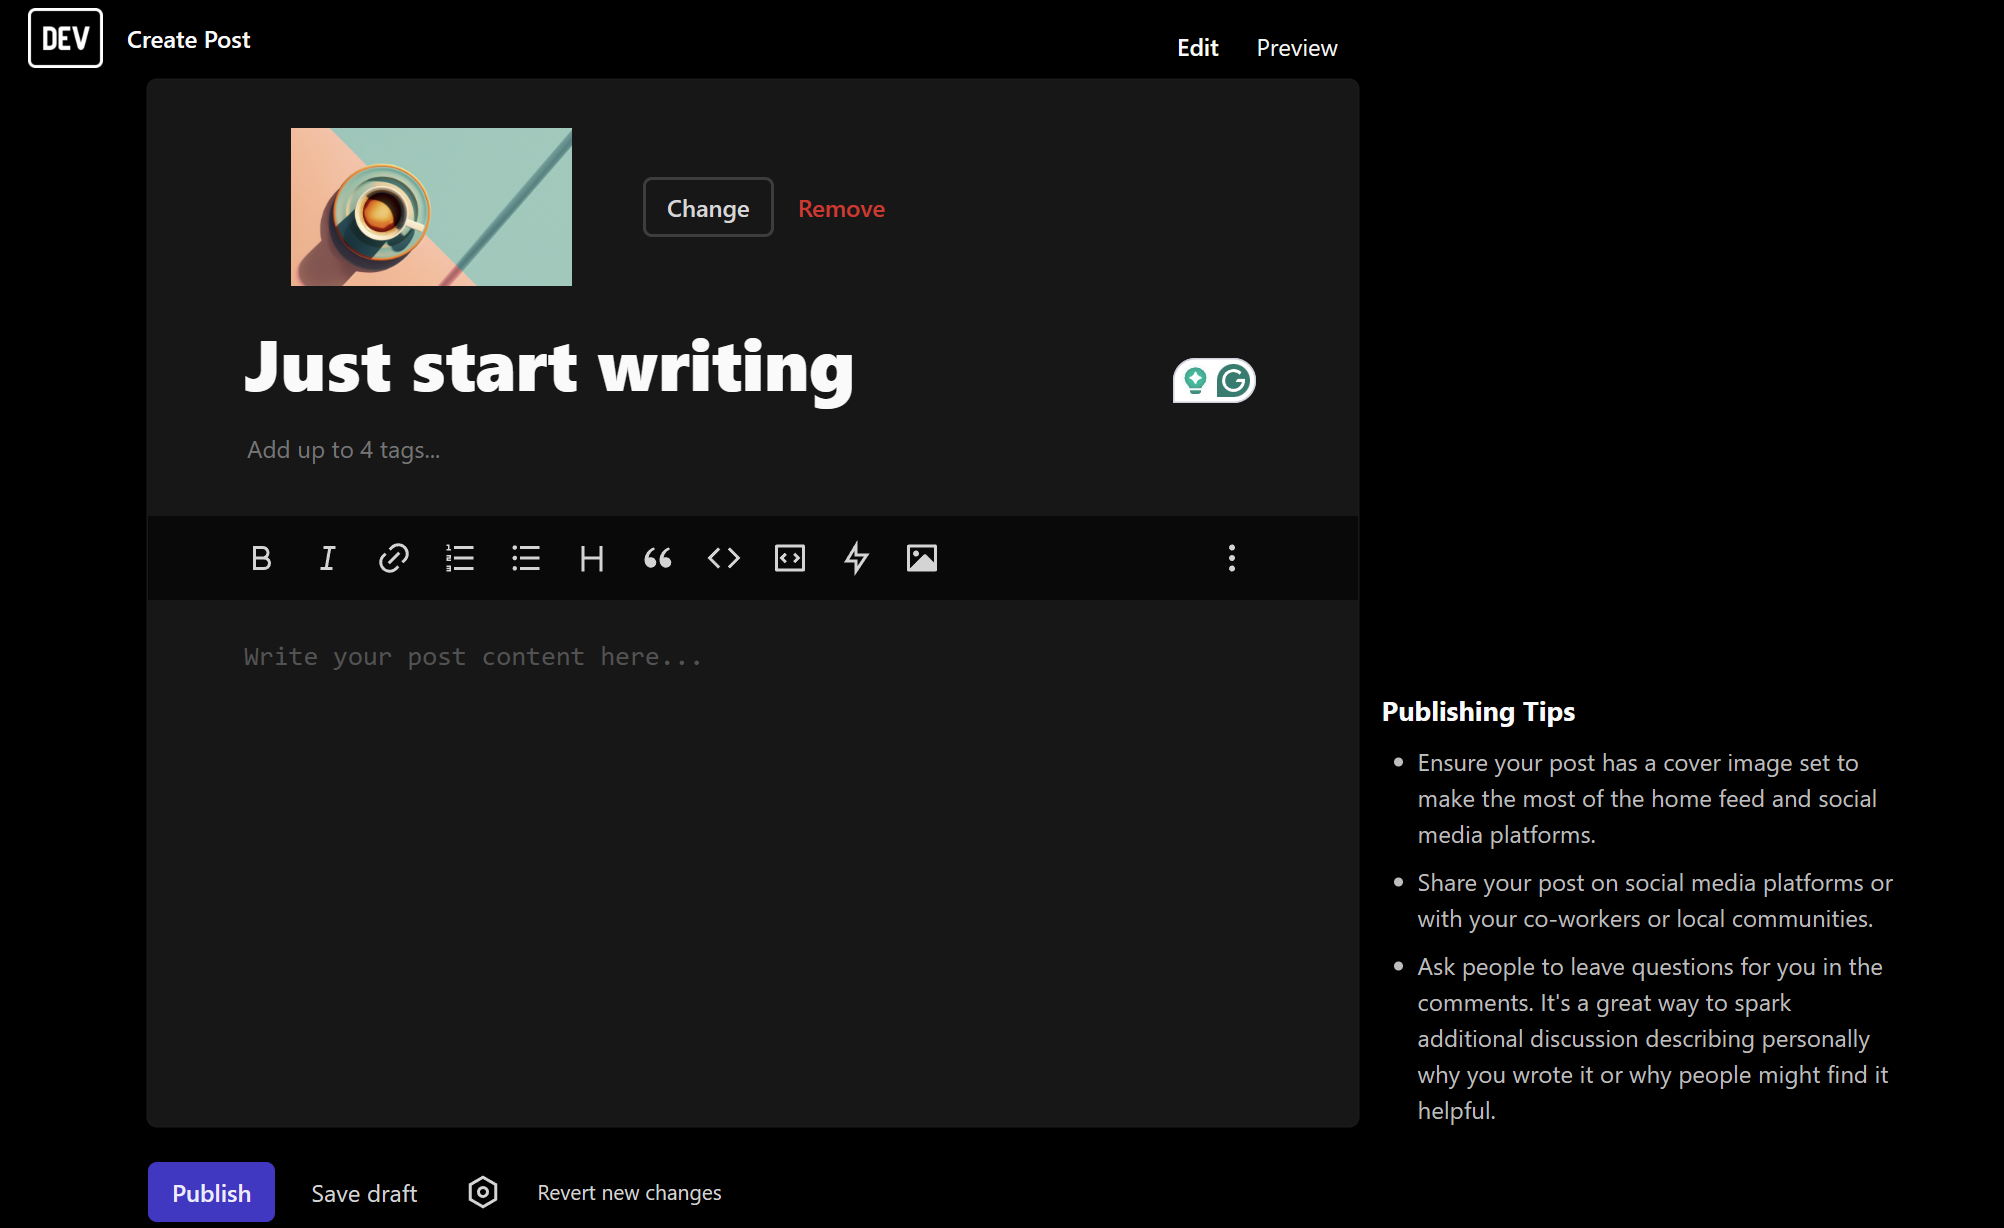 DEV
Create Post
Edit
Preview
Change
Remove
Just start writing
Add up to 4 tags...
Write your post content here...
Publishing Tips
Ensure your post has a cover image set to
make the most of the home feed and social
media platforms.
Share your post on social media platforms or
with your co-workers or local communities.
Ask people to leave questions for you in the
comments. It's a great way to spark
additional discussion describing personally
why you wrote it or why people might find it
helpful.
Publish
Save draft
Revert new changes